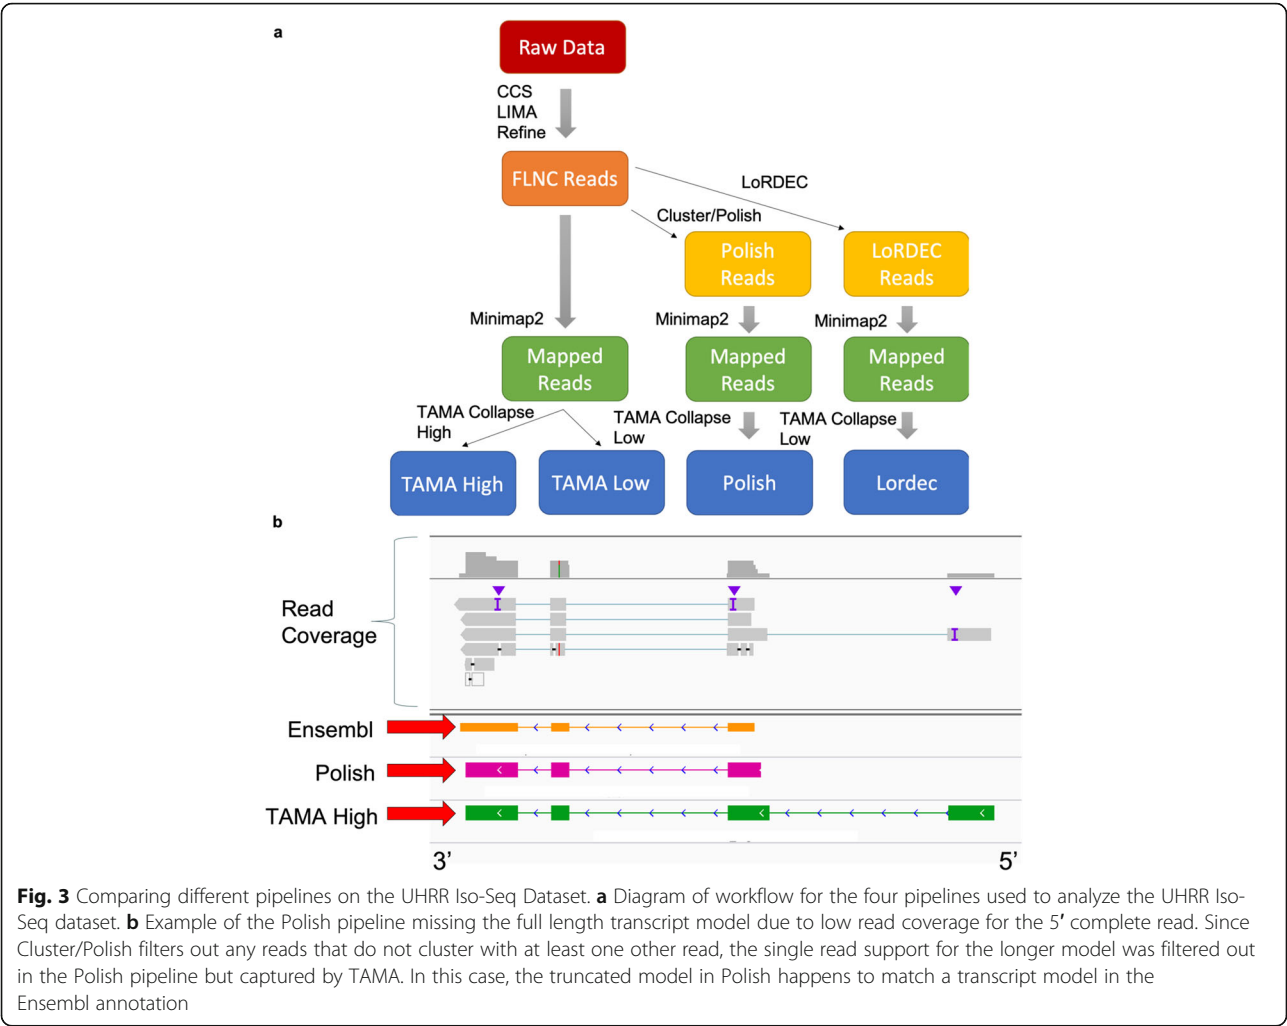 a
Raw Data
CCS
LIMA
Refine
FLNC Reads
LoRDEC
Cluster/Polish
Polish
Reads
LoRDEC
Reads
Minimap2
Minimap2
Minimap2
Mapped
Reads
Mapped
Reads
Mapped
Reads
TAMA Collapse
High
TAMA Collapse
Low
TAMA Collapse
Low
TAMA High
TAMA Low
Polish
Lordec
b
Read
Coverage
Ensembl
Polish
TAMA High
3’
5’
Fig. 3 Comparing different pipelines on the UHRR Iso-Seq Dataset. a Diagram of workflow for the four pipelines used to analyze the UHRR Iso-
Seq dataset. b Example of the Polish pipeline missing the full length transcript model due to low read coverage for the 5′ complete read. Since
Cluster/Polish filters out any reads that do not cluster with at least one other read, the single read support for the longer model was filtered out
in the Polish pipeline but captured by TAMA. In this case, the truncated model in Polish happens to match a transcript model in the
Ensembl annotation